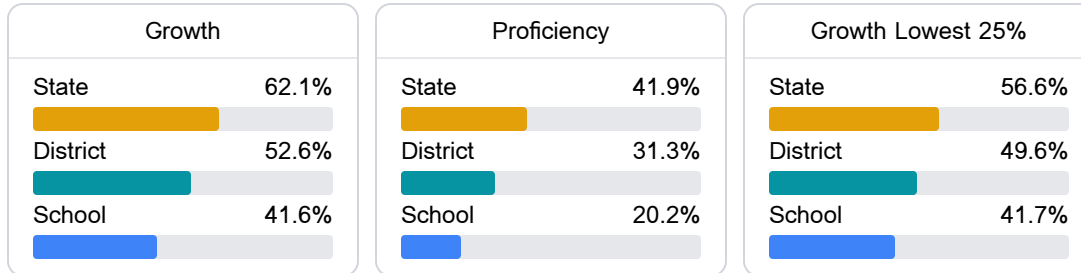 Growth
State 62.1%
District 52.6%
School 41.6%
Proficiency
State 41.9%
District 31.3%
School 20.2%
Growth Lowest 25%
State 56.6%
District 49.6%
School 41.7%